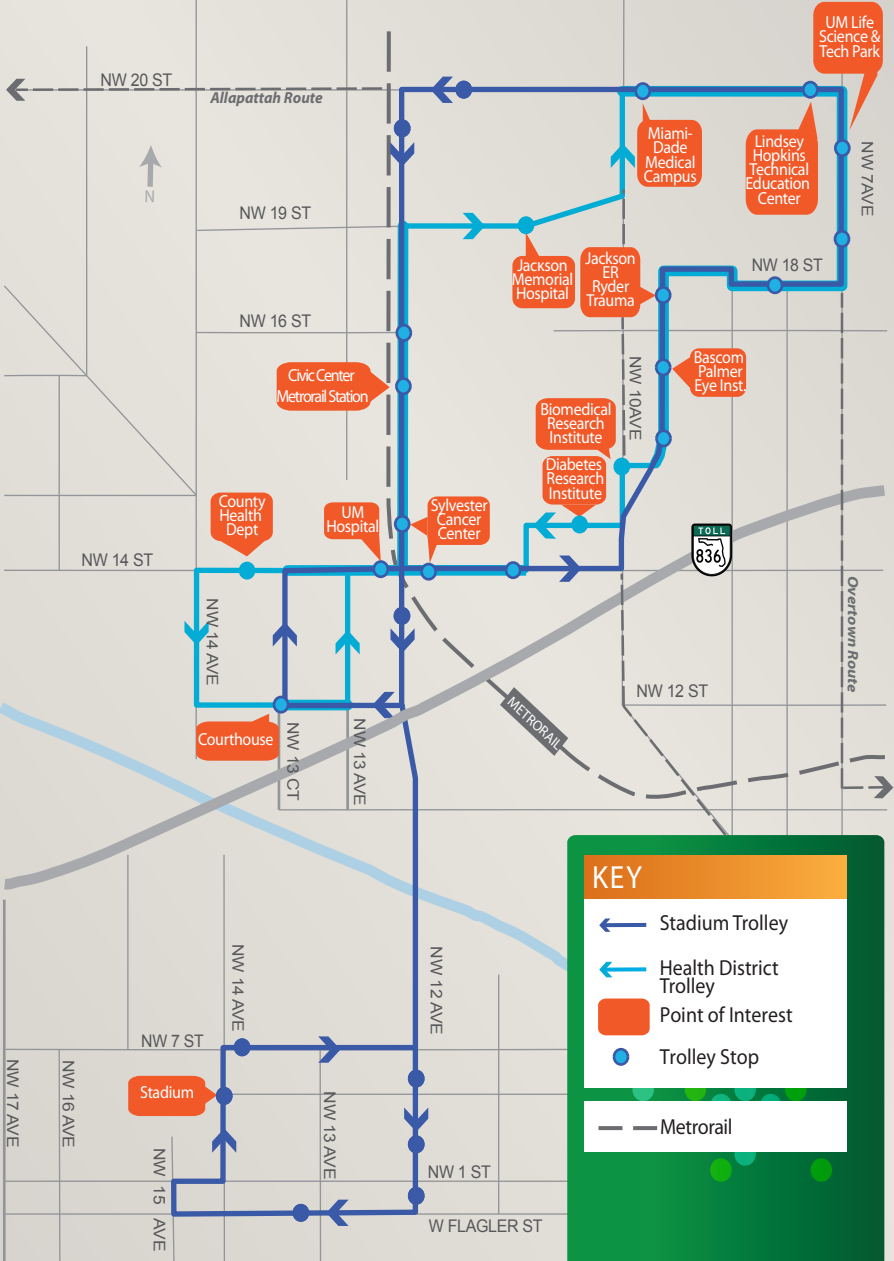 UM Life
Science &
Tech Park
NW 20 ST
Allapattah Route
Miami-
Dade
Medical
Campus
Lindsey
Hopkins
Technical
Education
Center
NW 7AVE
N
NW 19 ST
Jackson
Memorial
Hospital
Jackson
ER
Ryder
Trauma
NW 18 ST
NW 16 ST
Civic Center
Metrorail Station
NW 10AVE
Bascom
Palmer
Eye Inst.
Biomedical
Research
Institute
Diabetes
Research
Institute
County
Health
Dept
UM
Hospital
Sylvester
Cancer
Center
TOLL
836
NW 14 ST
NW 14 AVE
Overtown Route
NW 12 ST
METRORAIL
Courthouse
NW 13 CT
NW 13 AVE
KEY
Stadium Trolley
Health District
Trolley
Point of Interest
Trolley Stop
Metrorail
NW 14 AVE
NW 12 AVE
NW 7 ST
NW 17 AVE
NW 16 AVE
Stadium
NW 13 AVE
NW 15 AVE
NW 1 ST
W FLAGLER ST